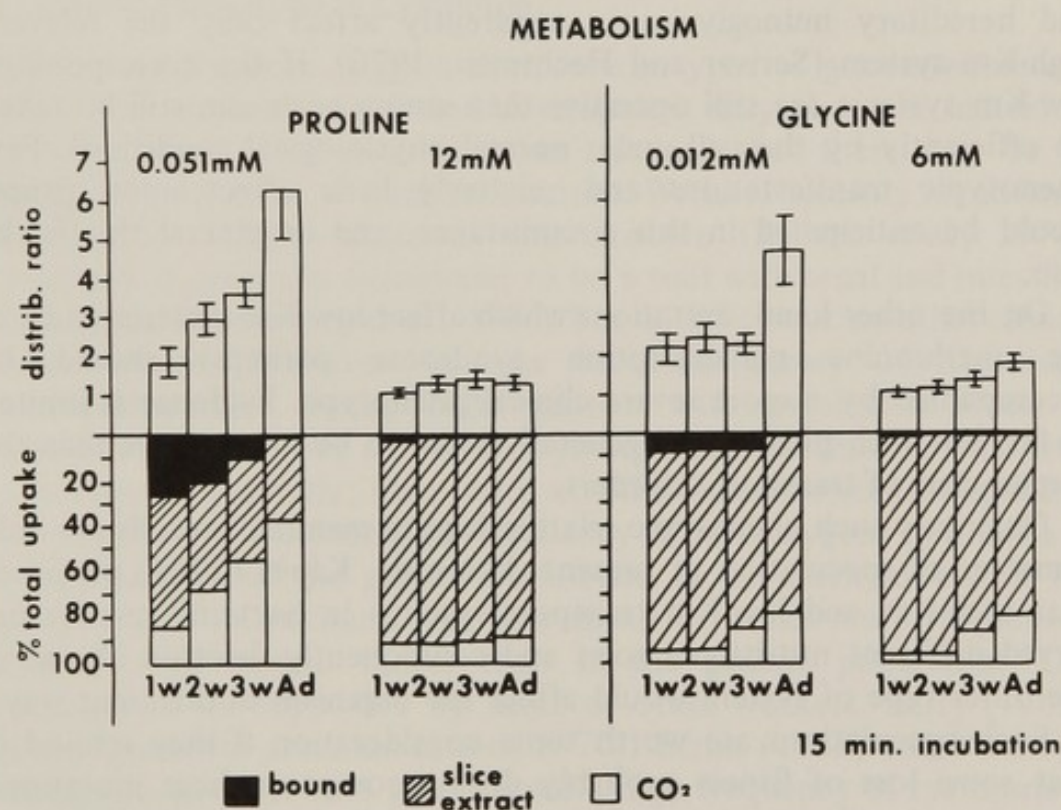 METABOLISM
PROLINE
GLYCINE
0.051mM
12mM
0.012mM
6mM
distrib. ratio
7
6
5
4
3
2
1
% total uptake
20
40
60
80
100
1w2w3wAd
1w2w3wAd
1w2w3wAd
1w2w3wAd
15 min. incubation
bound
slice extract
CO₂